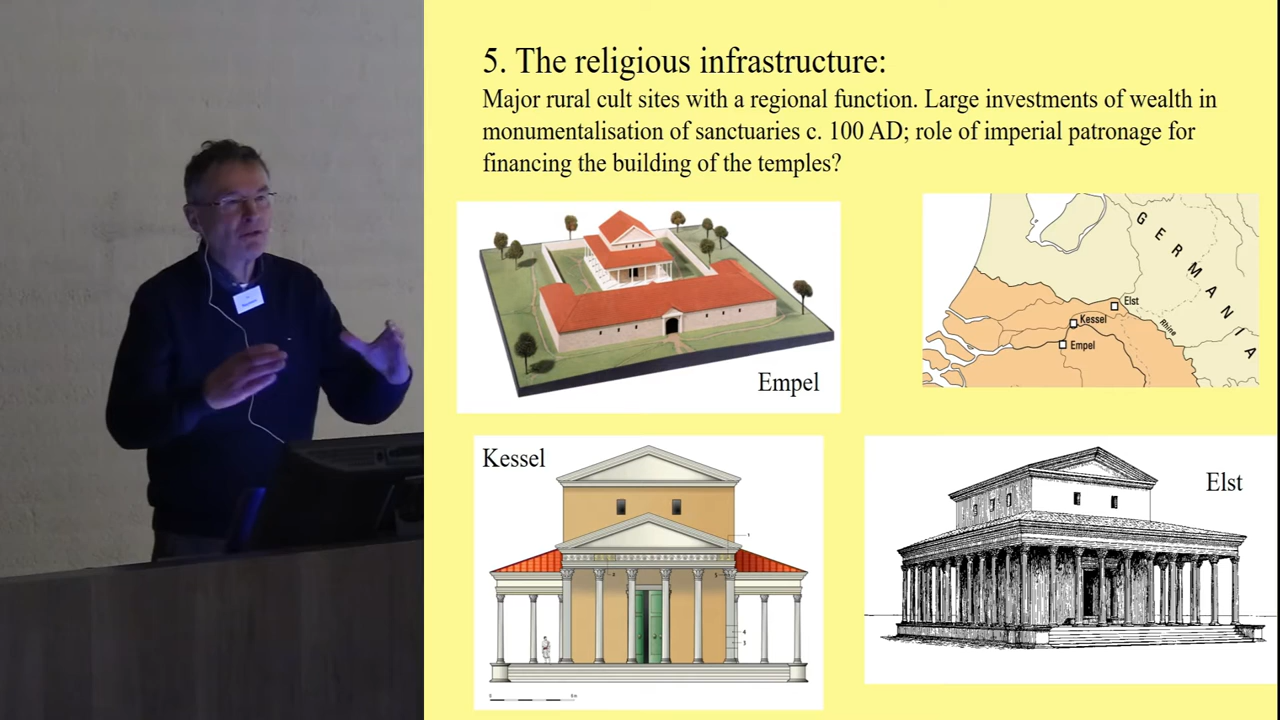 5. The religious infrastructure:
Major rural cult sites with a regional function. Large investments of wealth in
monumentalisation of sanctuaries c. 100 AD; role of imperial patronage for
financing the building of the temples?
Empel
GERMANIA
Elst
Kessel
Rhine
Empel
Kessel
Elst